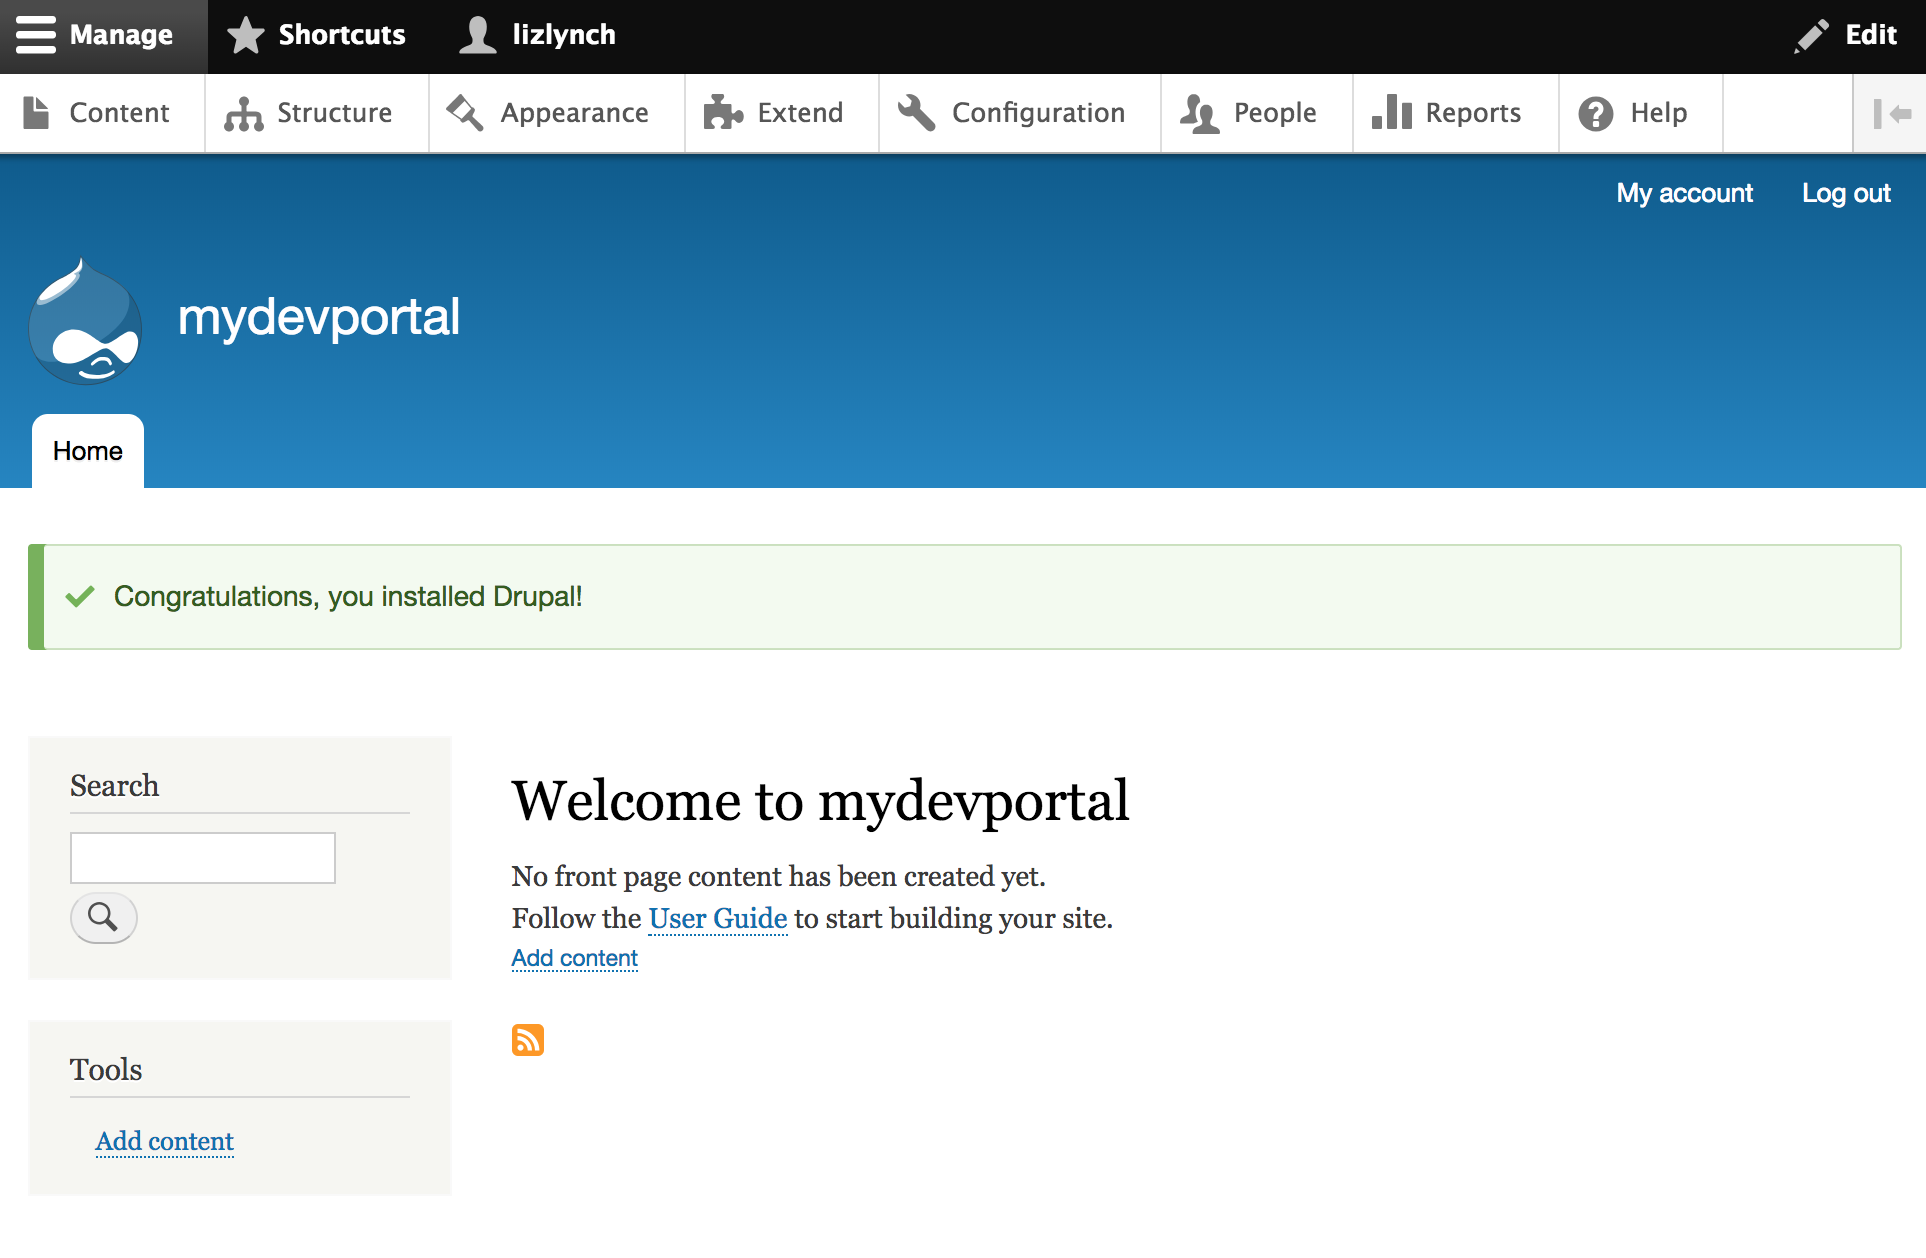 Manage Shortcuts lizlynch Edit
Content Structure Appearance Extend Configuration People Reports Help
My account Log out
mydevportal
Home
Congratulations, you installed Drupal!
Search
Welcome to mydevportal
No front page content has been created yet.
Follow the User Guide to start building your site.
Add content
Tools
Add content